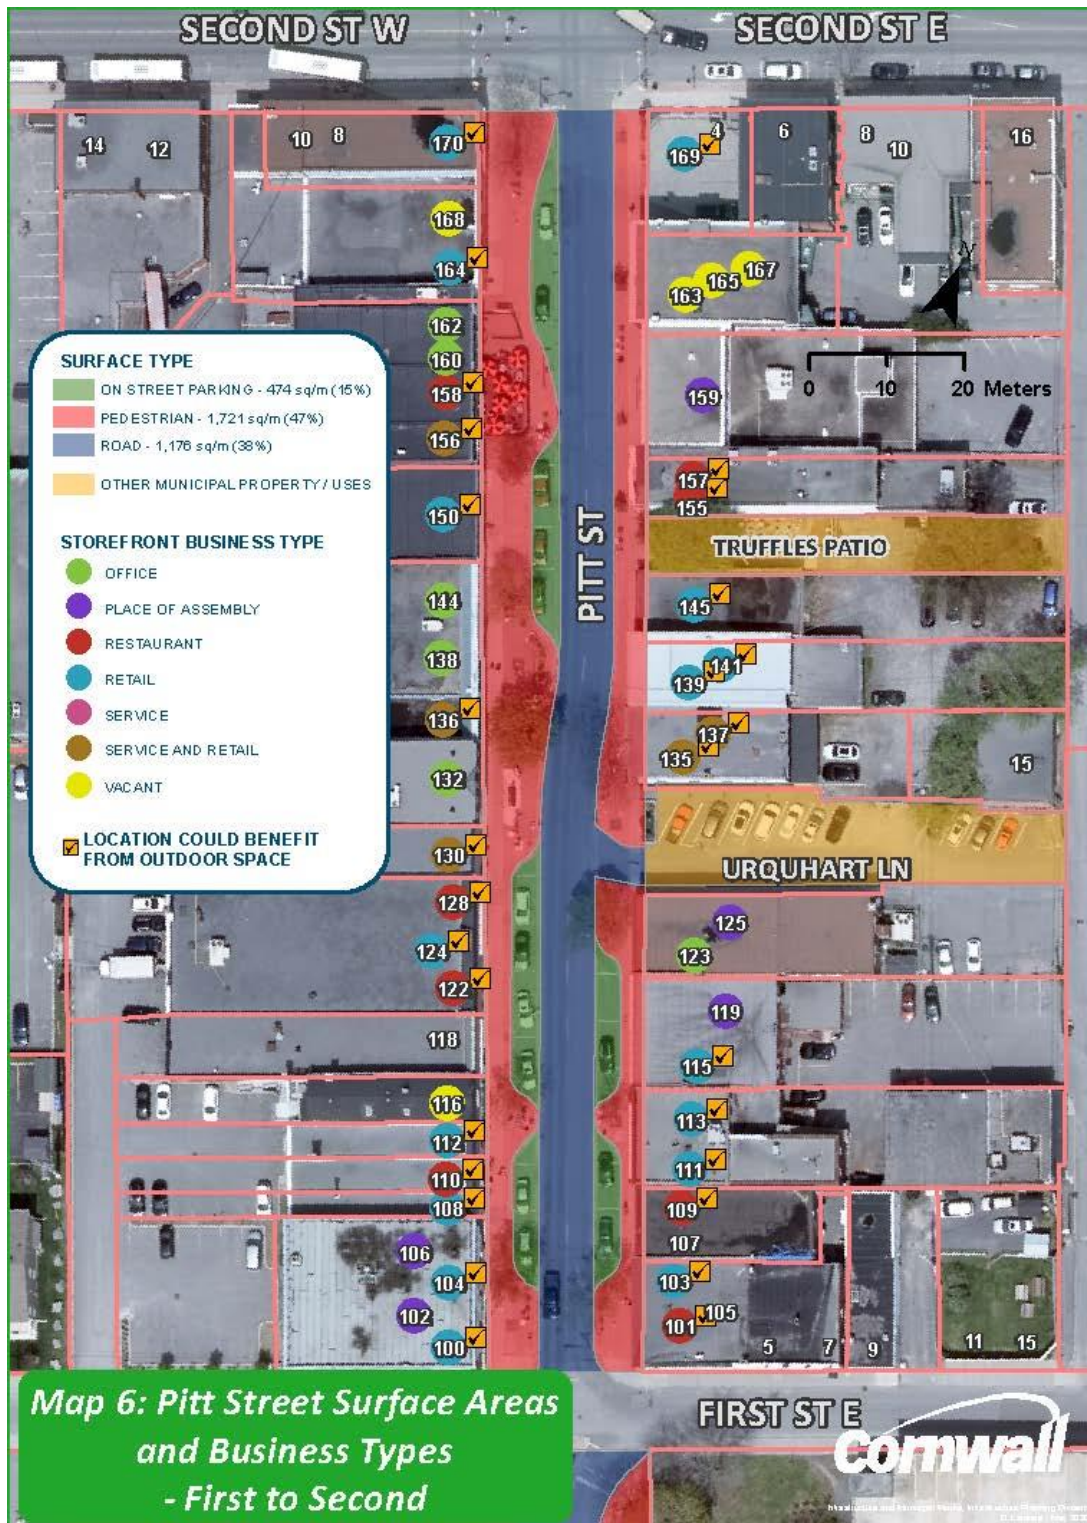 SECOND ST W
SECOND ST E
14
12
10
8
170
4
169
6
8
10
16
168
164
163
165
167
N
162
160
158
156
159
0 10 20 Meters
SURFACE TYPE
ON STREET PARKING - 474 sq/m (15%)
PEDESTRIAN - 1,721 sq/m (47%)
ROAD - 1,176 sq/m (38%)
OTHER MUNICIPAL PROPERTY / USES
STOREFRONT BUSINESS TYPE
OFFICE
PLACE OF ASSEMBLY
RESTAURANT
RETAIL
SERVICE
SERVICE AND RETAIL
VACANT
LOCATION COULD BENEFIT
FROM OUTDOOR SPACE
157
155
150
PITT ST
TRUFFLES PATIO
144
145
138
141
139
136
137
135
132
15
130
URQUHART LN
128
125
124
123
122
119
118
115
116
113
112
111
110
109
108
107
106
104
103
102
101
105
100
5
7
9
11
15
Map 6: Pitt Street Surface Areas
and Business Types
- First to Second
FIRST ST E
Cornwall